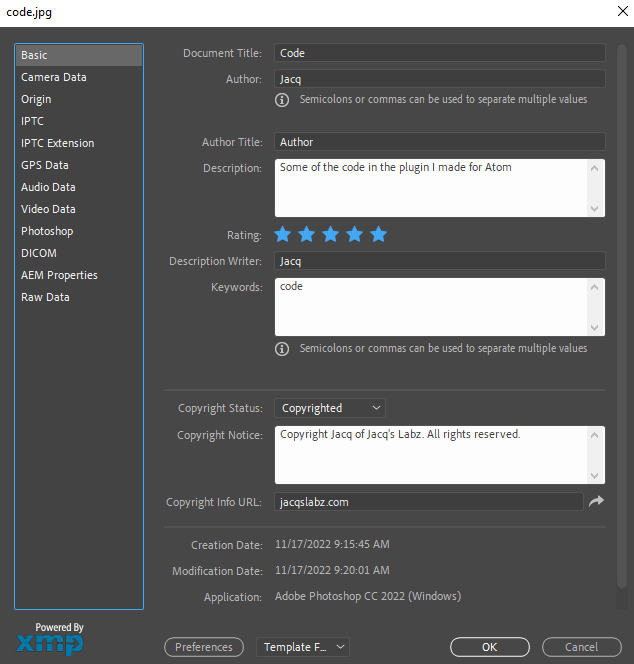 code.jpg
Basic
Camera Data
Origin
IPTC
IPTC Extension
GPS Data
Audio Data
Video Data
Photoshop
DICOM
AEM Properties
Raw Data
Document Title: Code
Author: Jacq
Semicolons or commas can be used to separate multiple values
Author Title: Author
Description: Some of the code in the plugin I made for Atom
Rating:
Description Writer: Jacq
Keywords: code
Semicolons or commas can be used to separate multiple values
Copyright Status: Copyrighted
Copyright Notice: Copyright Jacq of Jacq's Labz. All rights reserved.
Copyright Info URL: jacqslabz.com
Creation Date: 11/17/2022 9:15:45 AM
Modification Date: 11/17/2022 9:20:01 AM
Application: Adobe Photoshop CC 2022 (Windows)
Powered By
xmp
Preferences
Template F...
OK
Cancel